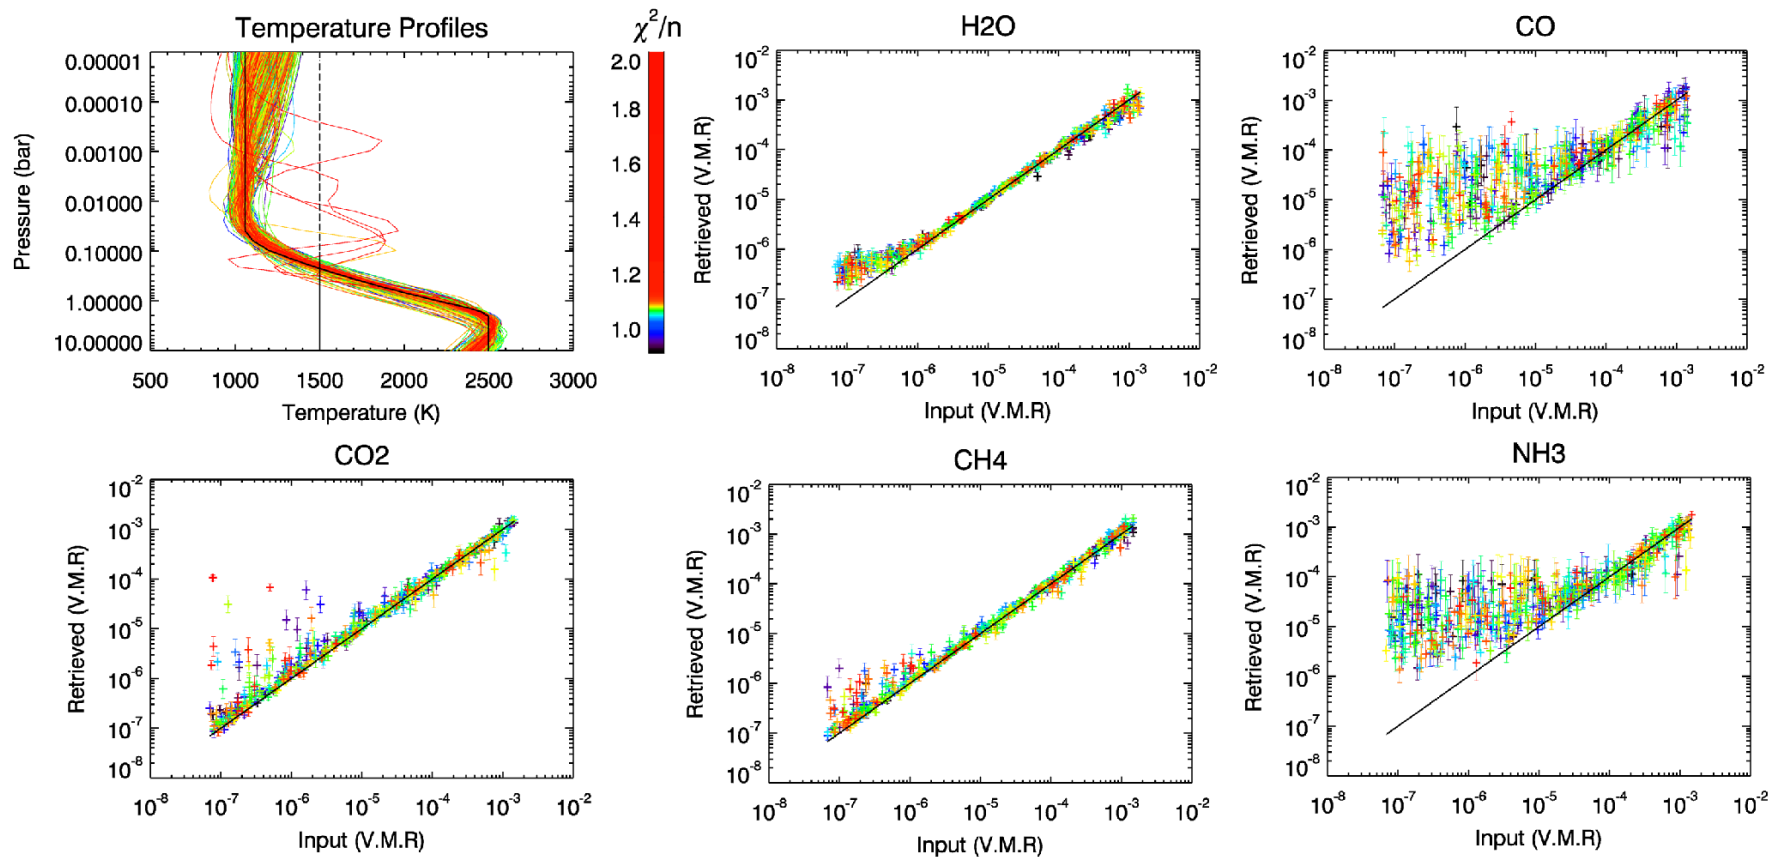 Temperature Profiles
χ²/n
H2O
CO
0.00001
0.00010
0.00100
0.01000
0.10000
1.00000
10.00000
Pressure (bar)
500 1000 1500 2000 2500 3000
Temperature (K)
2.0
1.8
1.6
1.4
1.2
1.0
10⁻²
10⁻³
10⁻⁴
10⁻⁵
10⁻⁶
10⁻⁷
10⁻⁸
Retrieved (V.M.R)
10⁻⁸ 10⁻⁷ 10⁻⁶ 10⁻⁵ 10⁻⁴ 10⁻³ 10⁻²
Input (V.M.R)
10⁻²
10⁻³
10⁻⁴
10⁻⁵
10⁻⁶
10⁻⁷
10⁻⁸
Retrieved (V.M.R)
10⁻⁸ 10⁻⁷ 10⁻⁶ 10⁻⁵ 10⁻⁴ 10⁻³ 10⁻²
Input (V.M.R)
CO2
CH4
NH3
10⁻²
10⁻³
10⁻⁴
10⁻⁵
10⁻⁶
10⁻⁷
10⁻⁸
Retrieved (V.M.R)
10⁻⁸ 10⁻⁷ 10⁻⁶ 10⁻⁵ 10⁻⁴ 10⁻³ 10⁻²
Input (V.M.R)
10⁻²
10⁻³
10⁻⁴
10⁻⁵
10⁻⁶
10⁻⁷
10⁻⁸
Retrieved (V.M.R)
10⁻⁸ 10⁻⁷ 10⁻⁶ 10⁻⁵ 10⁻⁴ 10⁻³ 10⁻²
Input (V.M.R)
10⁻²
10⁻³
10⁻⁴
10⁻⁵
10⁻⁶
10⁻⁷
10⁻⁸
Retrieved (V.M.R)
10⁻⁸ 10⁻⁷ 10⁻⁶ 10⁻⁵ 10⁻⁴ 10⁻³ 10⁻²
Input (V.M.R)